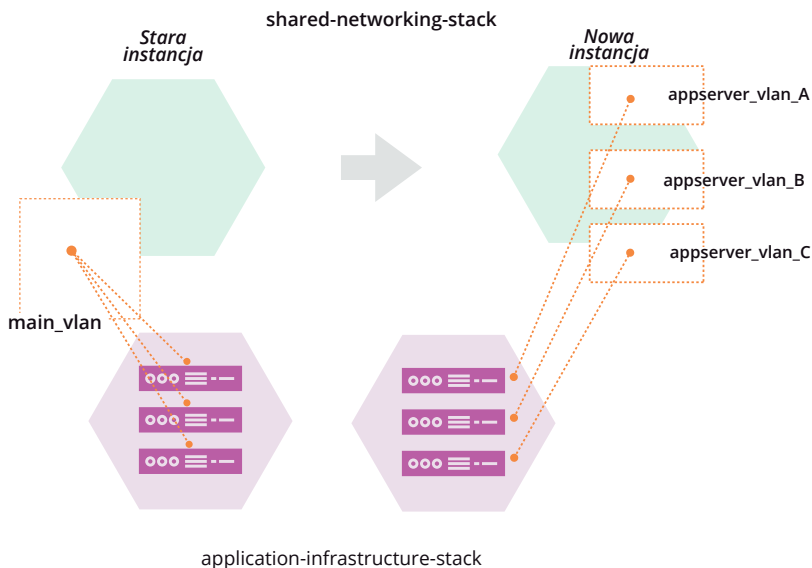 shared-networking-stack
Stara
instancja
Nowa
instancja
appserver_vlan_A
appserver_vlan_B
appserver_vlan_C
main_vlan
application-infrastructure-stack